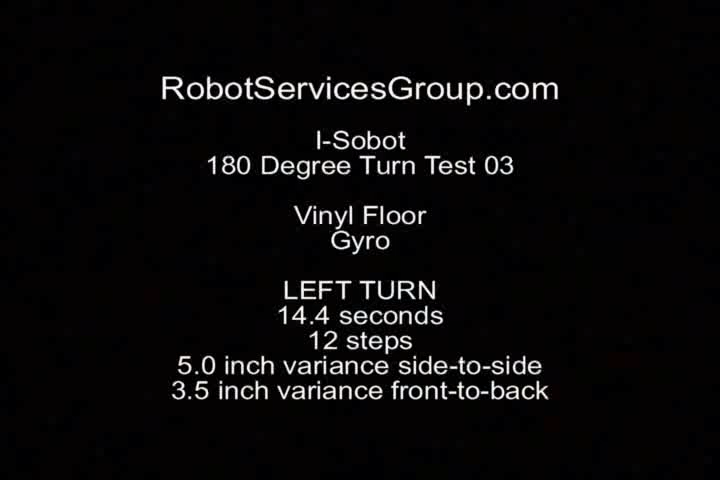 RobotServicesGroup.com
I-Sobot
180 Degree Turn Test 03
Vinyl Floor
Gyro
LEFT TURN
14.4 seconds
12 steps
5.0 inch variance side-to-side
3.5 inch variance front-to-back